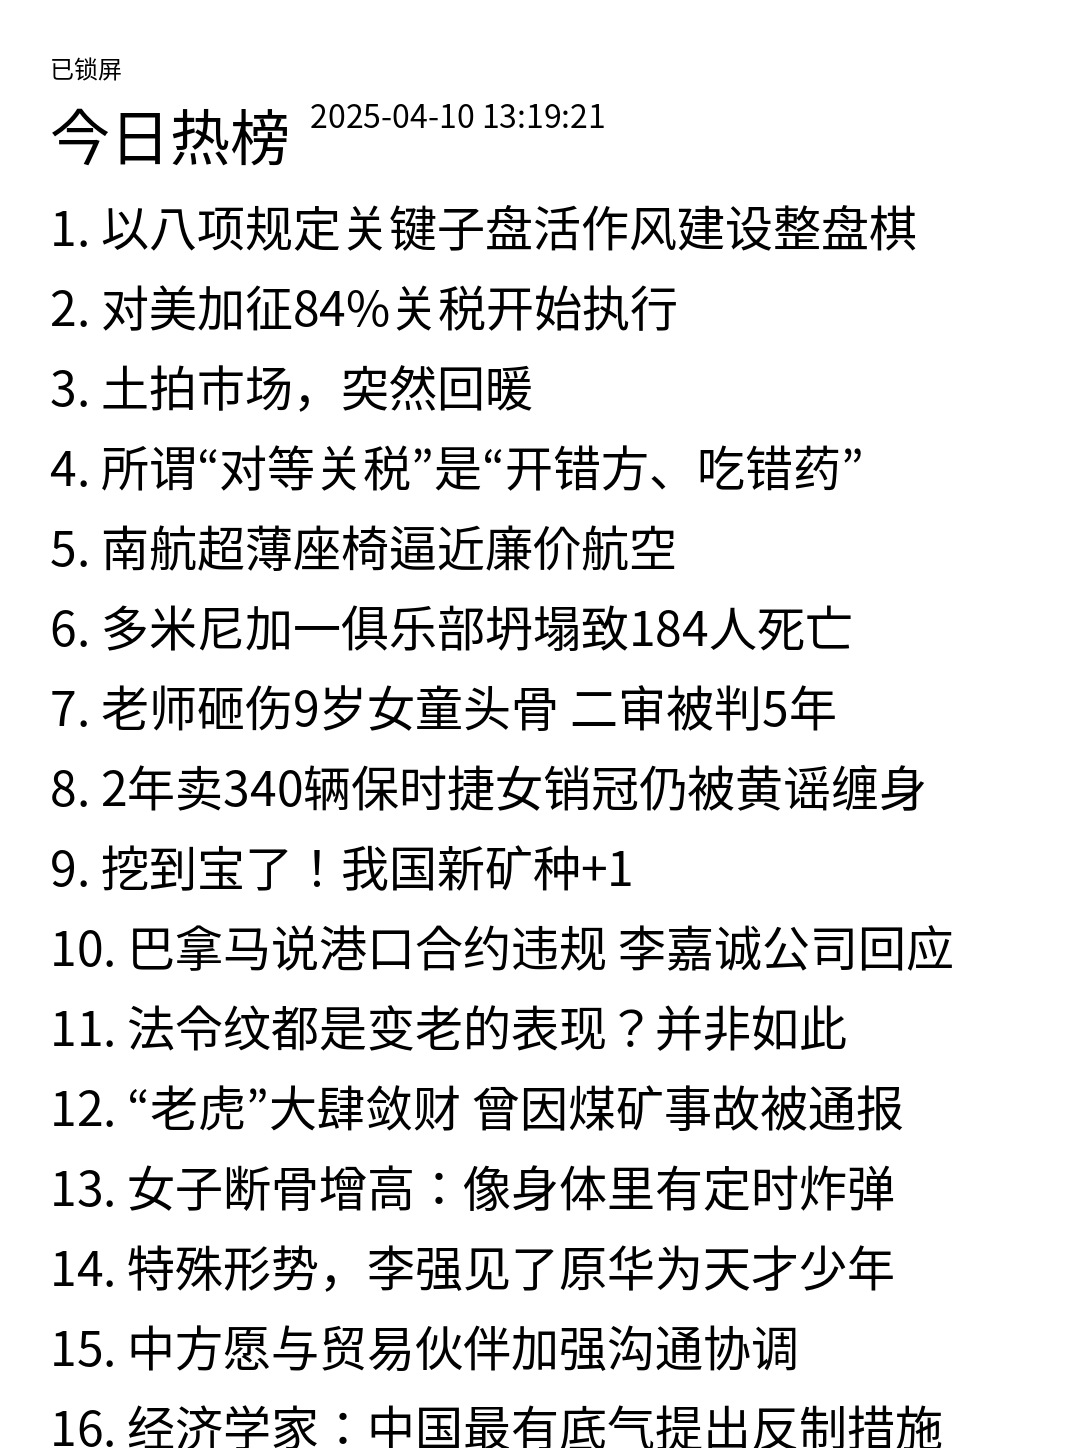 已锁屏
今日热榜 2025-04-10 13:19:21
1. 以八项规定关键子盘活作风建设整盘棋
2. 对美加征84%关税开始执行
3. 土拍市场，突然回暖
4. 所谓“对等关税”是“开错方、吃错药”
5. 南航超薄座椅逼近廉价航空
6. 多米尼加一俱乐部坍塌致184人死亡
7. 老师砸伤9岁女童头骨 二审被判5年
8. 2年卖340辆保时捷女销冠仍被黄谣缠身
9. 挖到宝了！我国新矿种+1
10. 巴拿马说港口合约违规 李嘉诚公司回应
11. 法令纹都是变老的表现？并非如此
12. “老虎”大肆敛财 曾因煤矿事故被通报
13. 女子断骨增高：像身体里有定时炸弹
14. 特殊形势，李强见了原华为天才少年
15. 中方愿与贸易伙伴加强沟通协调
16. 经济学家：中国最有底气提出反制措施